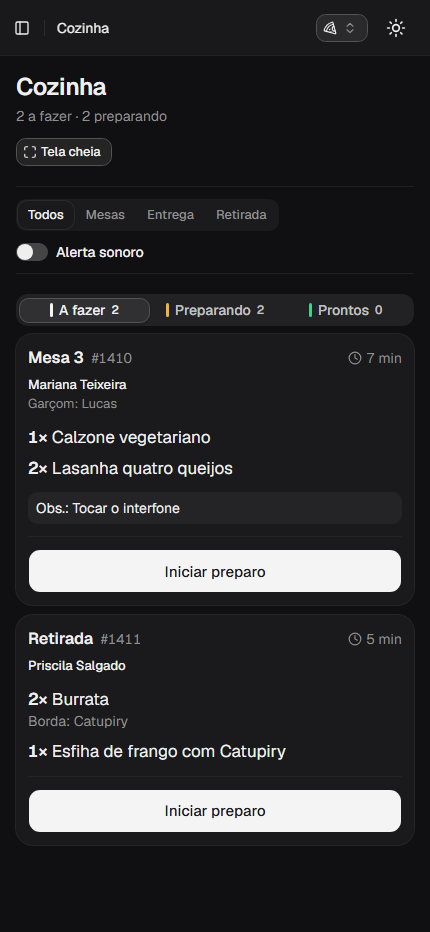 Cozinha
Cozinha
2 a fazer · 2 preparando
Tela cheia
Todos Mesas Entrega Retirada
Alerta sonoro
A fazer 2 Preparando 2 Prontos 0
Mesa 3 #1410 7 min
Mariana Teixeira
Garçom: Lucas
1× Calzone vegetariano
2× Lasanha quatro queijos
Obs.: Tocar o interfone
Iniciar preparo
Retirada #1411 5 min
Priscila Salgado
2× Burrata
Borda: Catupiry
1× Esfiha de frango com Catupiry
Iniciar preparo